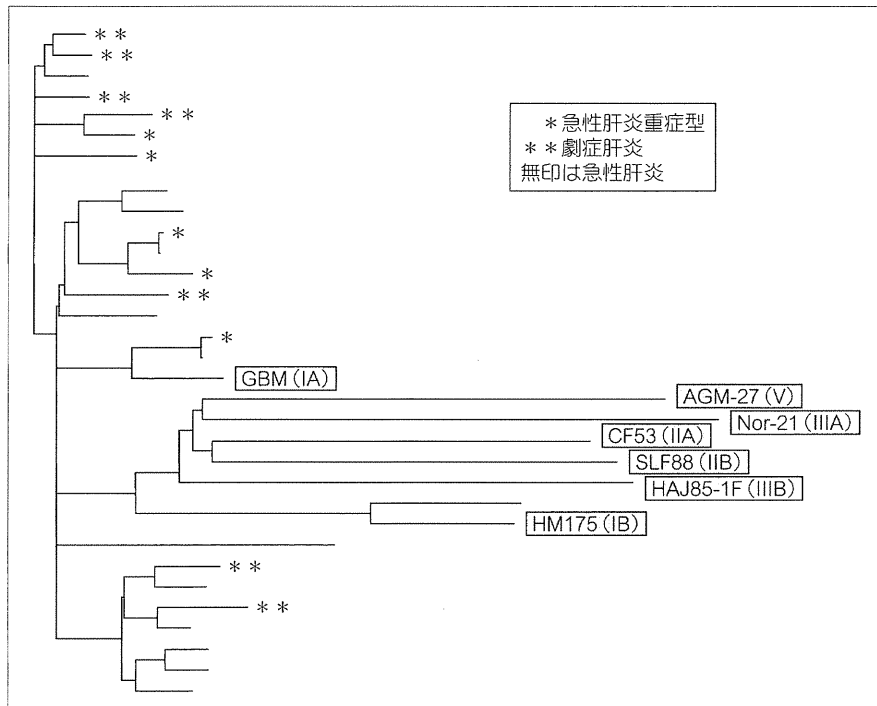 * *
* *
* *
* *
*
*
* 急性肝炎重症型
* * 劇症肝炎
無印は急性肝炎
*
*
* *
*
GBM (IA)
AGM-27 (V)
Nor-21 (IIIA)
CF53 (IIA)
SLF88 (IIB)
HAJ85-1F (IIIB)
HM175 (IB)
* *
* *